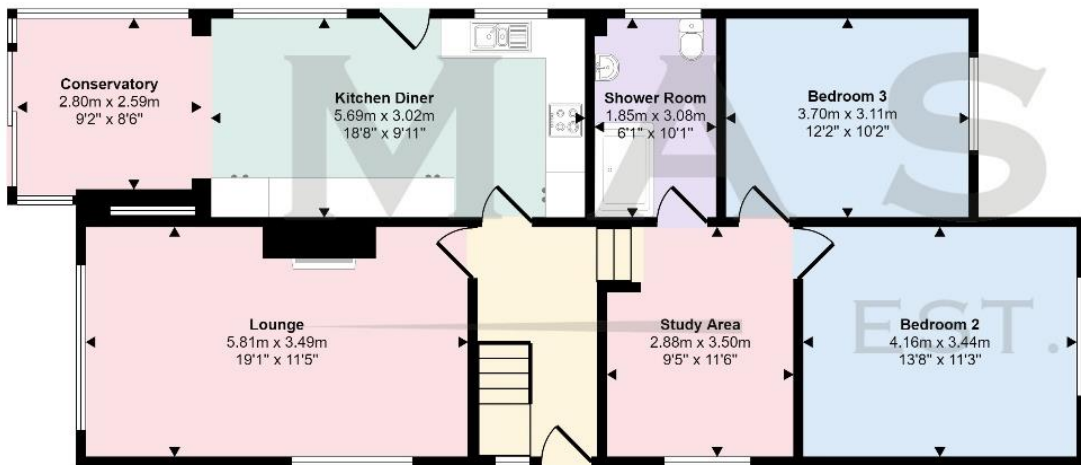 Conservatory
2.80m x 2.59m
9'2" x 8'6"
Kitchen Diner
5.69m x 3.02m
18'8" x 9'11"
Shower Room
1.85m x 3.08m
6'1" x 10'1"
Bedroom 3
3.70m x 3.11m
12'2" x 10'2"
MAS
Lounge
5.81m x 3.49m
19'1" x 11'5"
Study Area
2.88m x 3.50m
9'5" x 11'6"
Bedroom 2
4.16m x 3.44m
13'8" x 11'3"
EST.